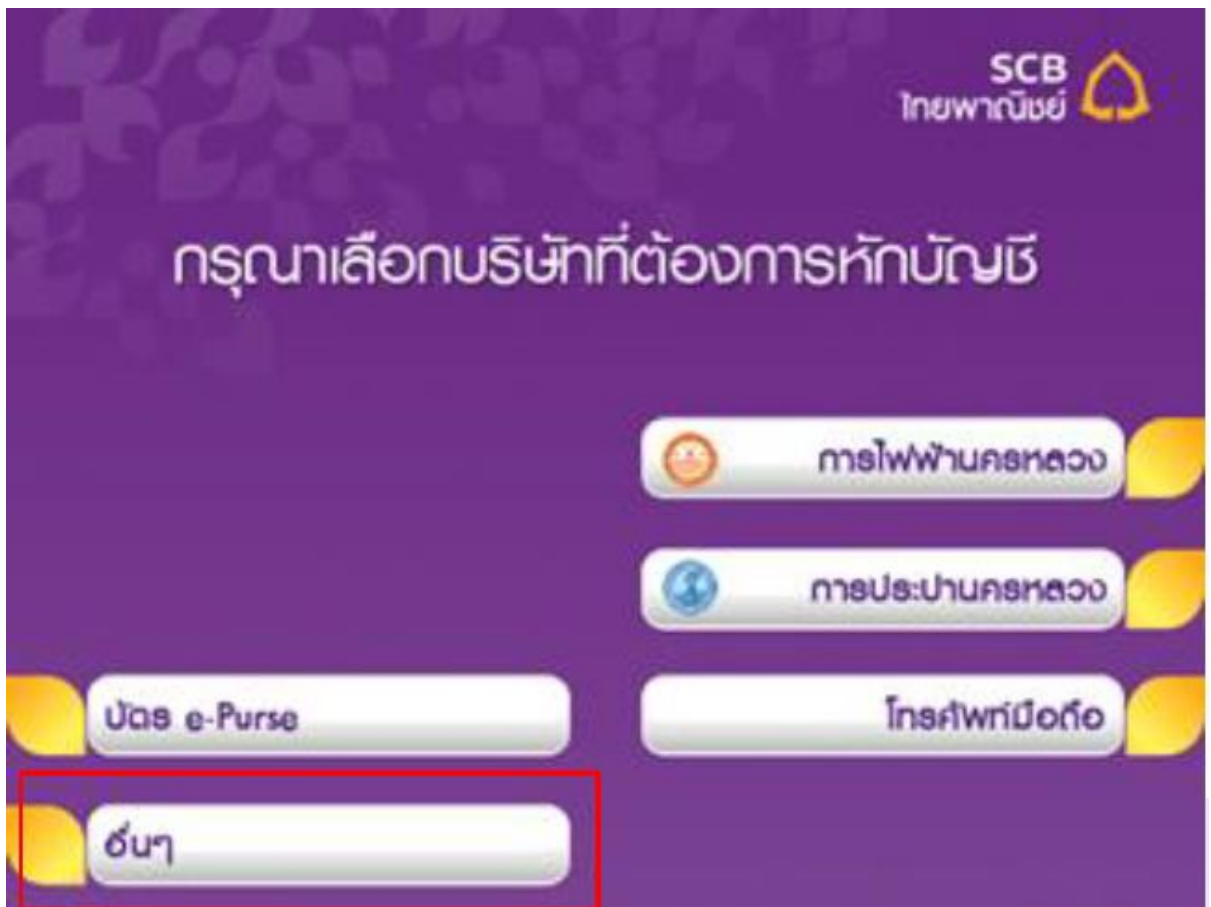 SCB
ไทยพาณิชย์
กรุณาเลือกบริษัทที่ต้องการหักบัญชี
การไฟฟ้านครหลวง
การประปานครหลวง
บัตร e-Purse
โทรศัพท์มือถือ
อื่นๆ